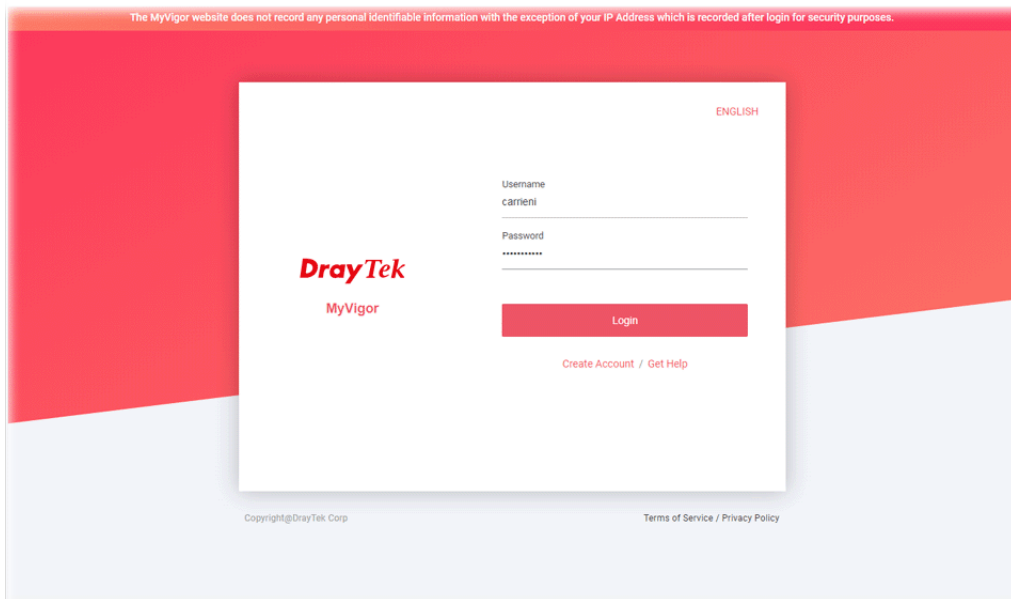 The MyVigor website does not record any personal identifiable information with the exception of your IP Address which is recorded after login for security purposes.
ENGLISH
DrayTek
MyVigor
Username
carrieni
Password
•••••••••••
Login
Create Account / Get Help
Copyright@DrayTek Corp
Terms of Service / Privacy Policy